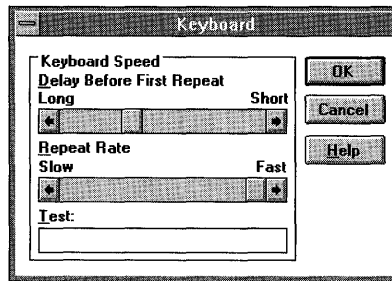 Keyboard
Keyboard Speed
Delay Before First Repeat
Long Short
Repeat Rate
Slow Fast
Test:
OK
Cancel
Help